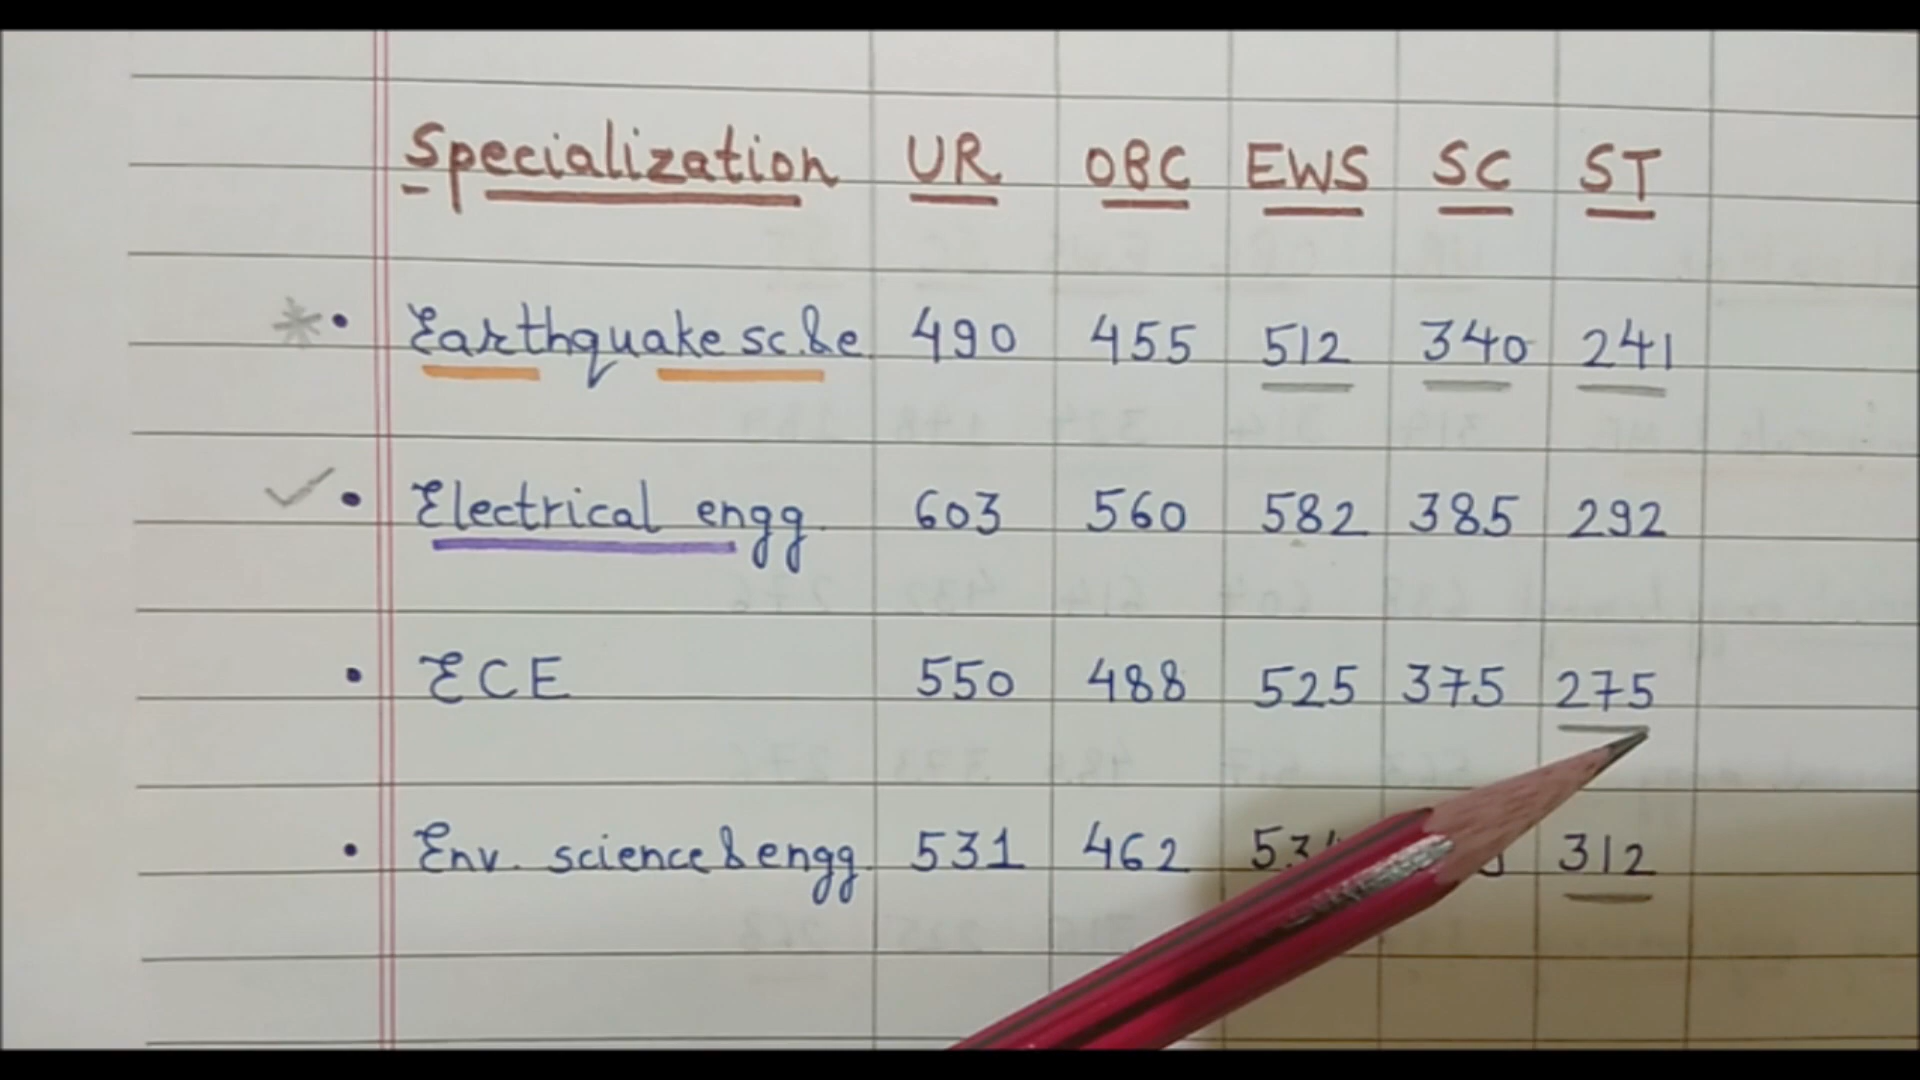 Specialization UR OBC EWS SC ST
* • Earthquake sc.&e. 490 455 512 340 241
✓ • Electrical engg. 603 560 582 385 292
• ECE 550 488 525 375 275
• Env. science & engg. 531 462 312